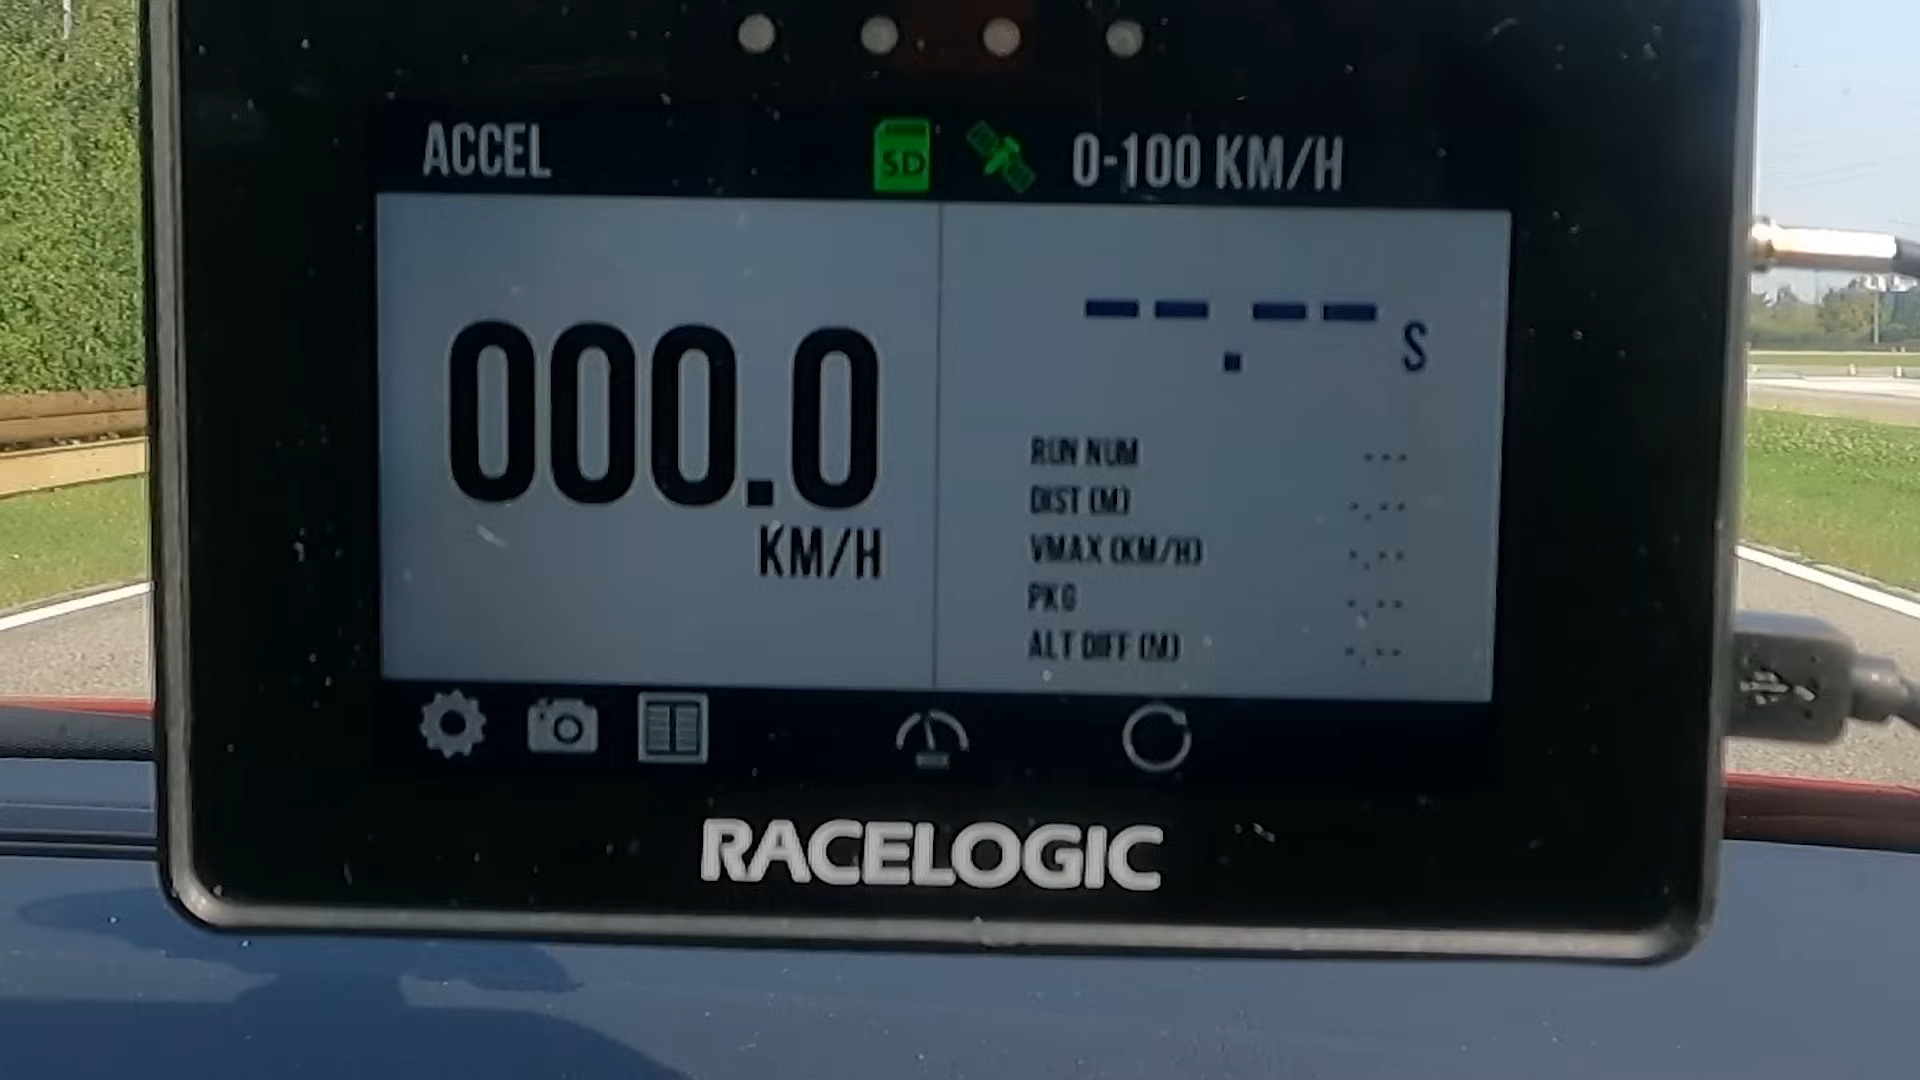 ACCEL
SD
0-100 KM/H
000.0
KM/H
--.-- S
RUN NUM ---
DIST (M) -.--
VMAX (KM/H) -.--
PKG -.--
ALT DIFF (M) -.--
RACELOGIC